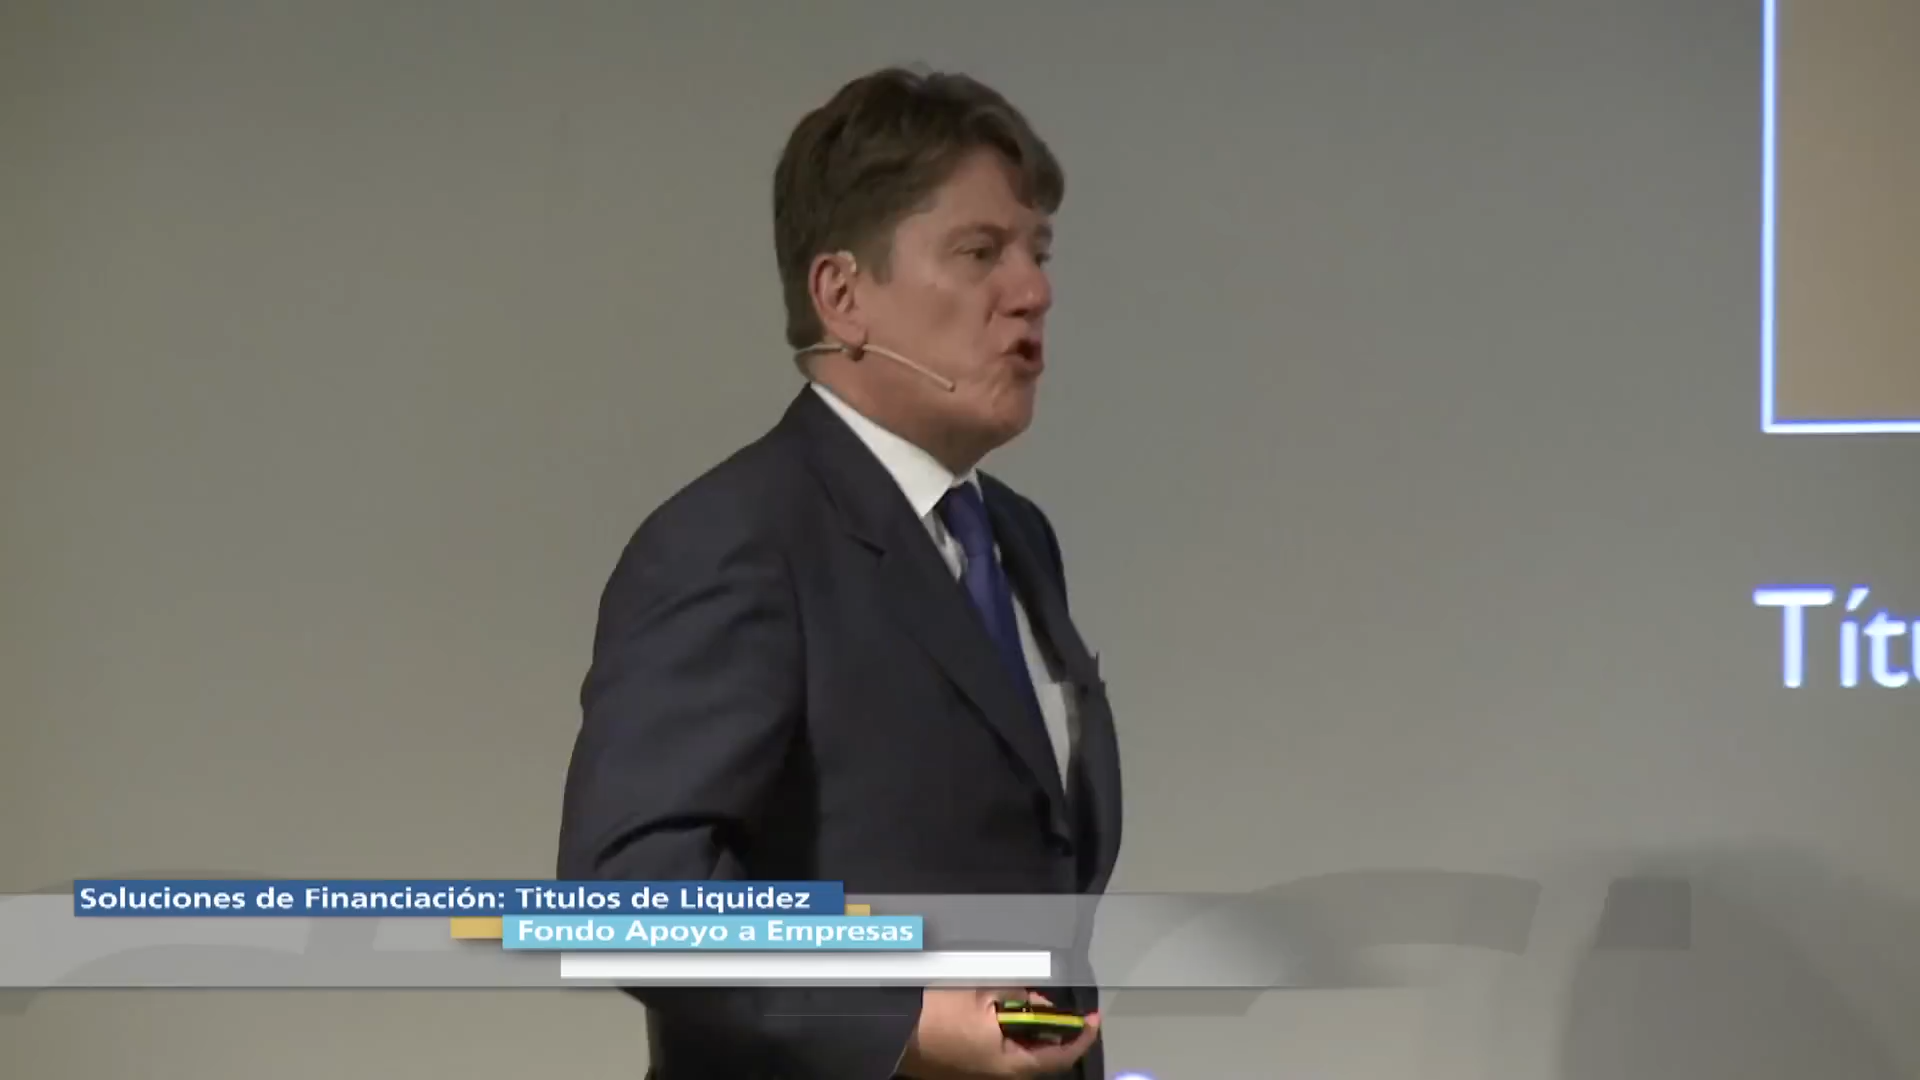 Títu
Soluciones de Financiación: Titulos de Liquidez
Fondo Apoyo a Empresas